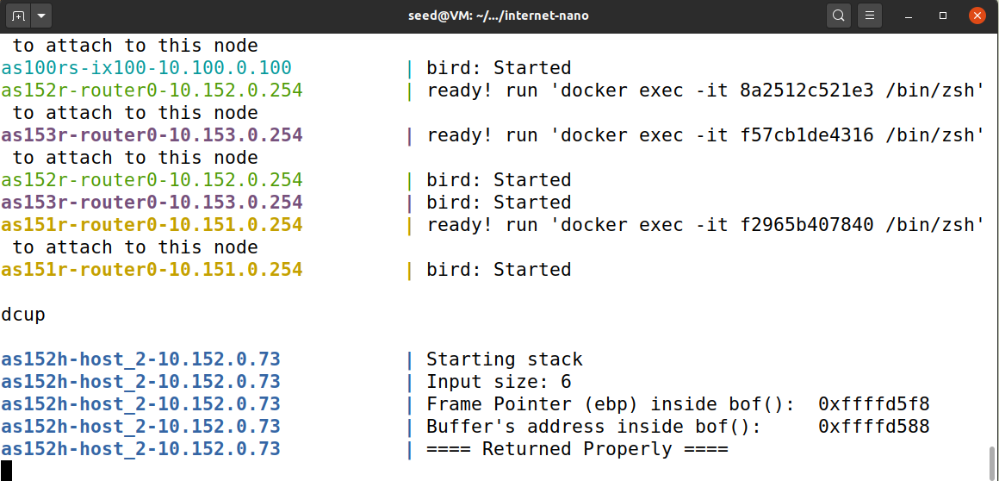 seed@VM: ~/.../internet-nano
 to attach to this node
as100rs-ix100-10.100.0.100          | bird: Started
as152r-router0-10.152.0.254         | ready! run 'docker exec -it 8a2512c521e3 /bin/zsh'
 to attach to this node
as153r-router0-10.153.0.254         | ready! run 'docker exec -it f57cb1de4316 /bin/zsh'
 to attach to this node
as152r-router0-10.152.0.254         | bird: Started
as153r-router0-10.153.0.254         | bird: Started
as151r-router0-10.151.0.254         | ready! run 'docker exec -it f2965b407840 /bin/zsh'
 to attach to this node
as151r-router0-10.151.0.254         | bird: Started
dcup
as152h-host_2-10.152.0.73           | Starting stack
as152h-host_2-10.152.0.73           | Input size: 6
as152h-host_2-10.152.0.73           | Frame Pointer (ebp) inside bof():  0xffffd5f8
as152h-host_2-10.152.0.73           | Buffer's address inside bof():     0xffffd588
as152h-host_2-10.152.0.73           | ==== Returned Properly ====